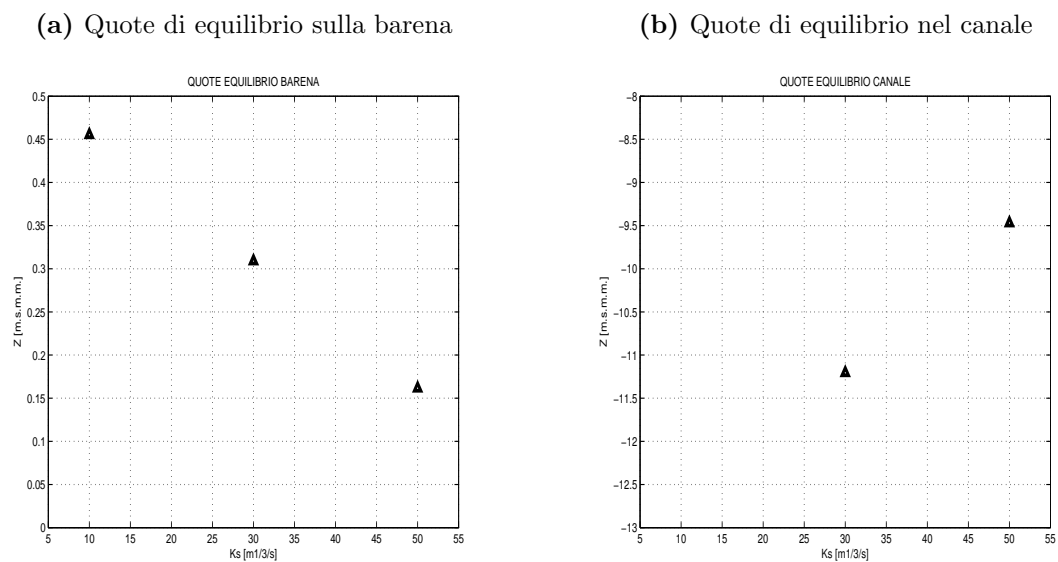 (a) Quote di equilibrio sulla barena
QUOTE EQUILIBRIO BARENA
0.5
0.45
0.4
0.35
0.3
0.25
0.2
0.15
0.1
0.05
0
Z [m.s.m.m.]
5 10 15 20 25 30 35 40 45 50 55
Ks [m1/3/s]
(b) Quote di equilibrio nel canale
QUOTE EQUILIBRIO CANALE
−8
−8.5
−9
−9.5
−10
−10.5
−11
−11.5
−12
−12.5
−13
Z [m.s.m.m.]
5 10 15 20 25 30 35 40 45 50 55
Ks [m1/3/s]